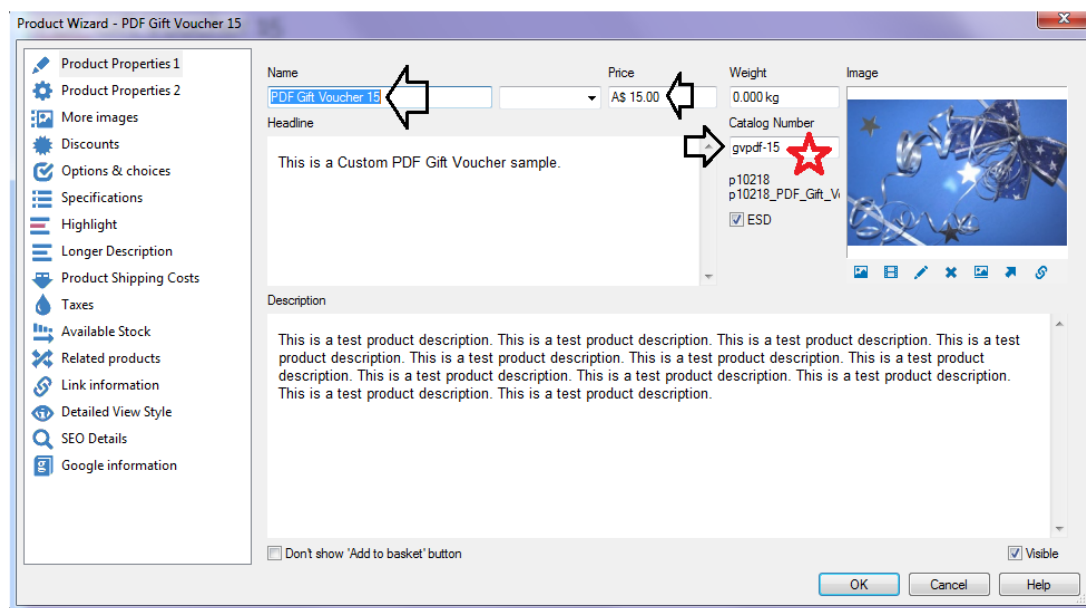 Product Wizard - PDF Gift Voucher 15
Product Properties 1
Product Properties 2
More images
Discounts
Options & choices
Specifications
Highlight
Longer Description
Product Shipping Costs
Taxes
Available Stock
Related products
Link information
Detailed View Style
SEO Details
Google information
Name
Price
Weight
Image
PDF Gift Voucher 15
A$ 15.00
0.000 kg
Headline
Catalog Number
This is a Custom PDF Gift Voucher sample.
gvpdf-15
p10218
p10218_PDF_Gift_V
ESD
Description
This is a test product description. This is a test product description. This is a test product description. This is a test
product description. This is a test product description. This is a test product description. This is a test product
description. This is a test product description. This is a test product description. This is a test product description.
This is a test product description. This is a test product description.
Don't show 'Add to basket' button
Visible
OK
Cancel
Help